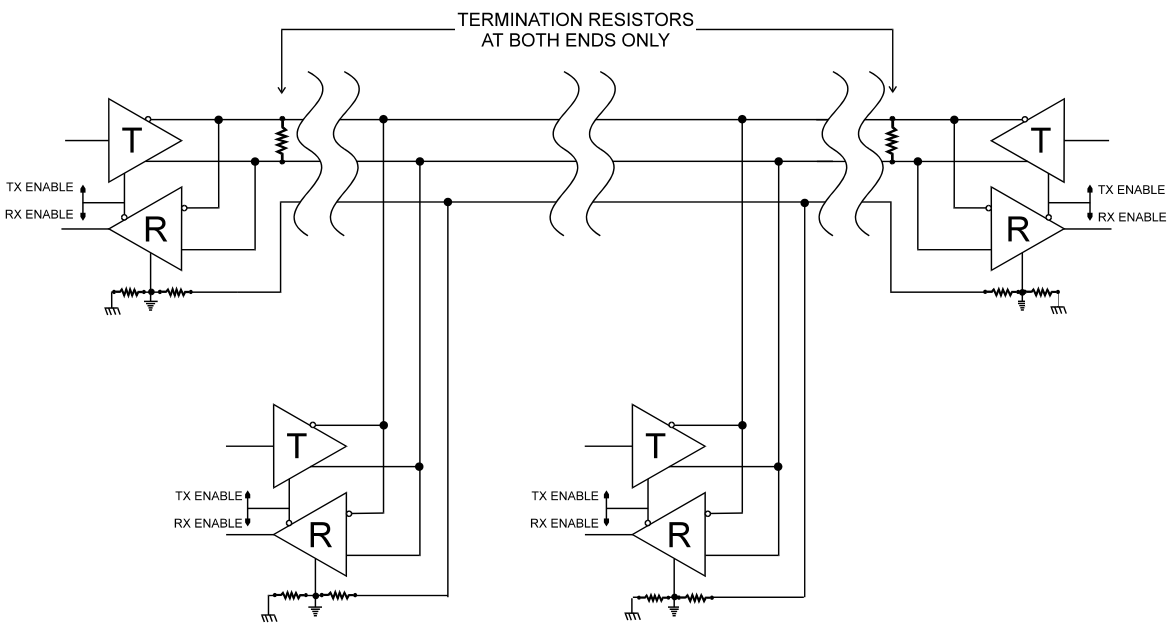 TERMINATION RESISTORS
AT BOTH ENDS ONLY
T
T
TX ENABLE
RX ENABLE
R
TX ENABLE
RX ENABLE
R
T
T
TX ENABLE
RX ENABLE
R
TX ENABLE
RX ENABLE
R